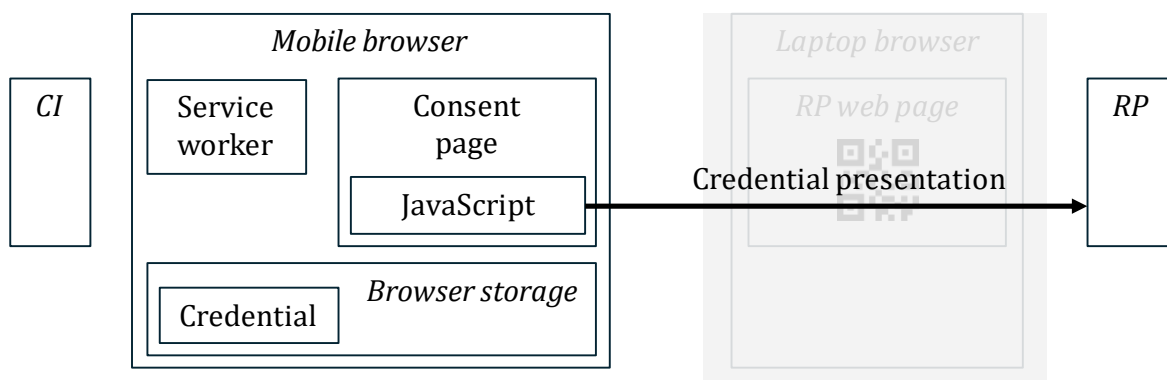 CI
Mobile browser
Service
worker
Consent
page
JavaScript
Browser storage
Credential
Laptop browser
RP web page
Credential presentation
RP